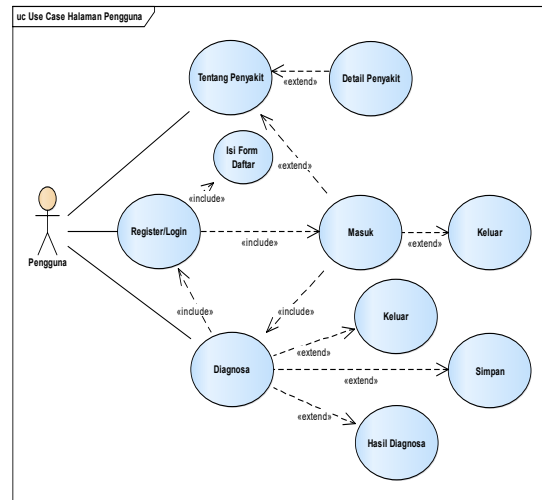 uc Use Case Halaman Pengguna
Tentang Penyakit
Detail Penyakit
«extend»
Isi Form
Daftar
«extend»
«include»
Pengguna
Register/Login
«include»
Masuk
«extend»
Keluar
«include»
«include»
Keluar
«extend»
Diagnosa
«extend»
Simpan
«extend»
Hasil Diagnosa